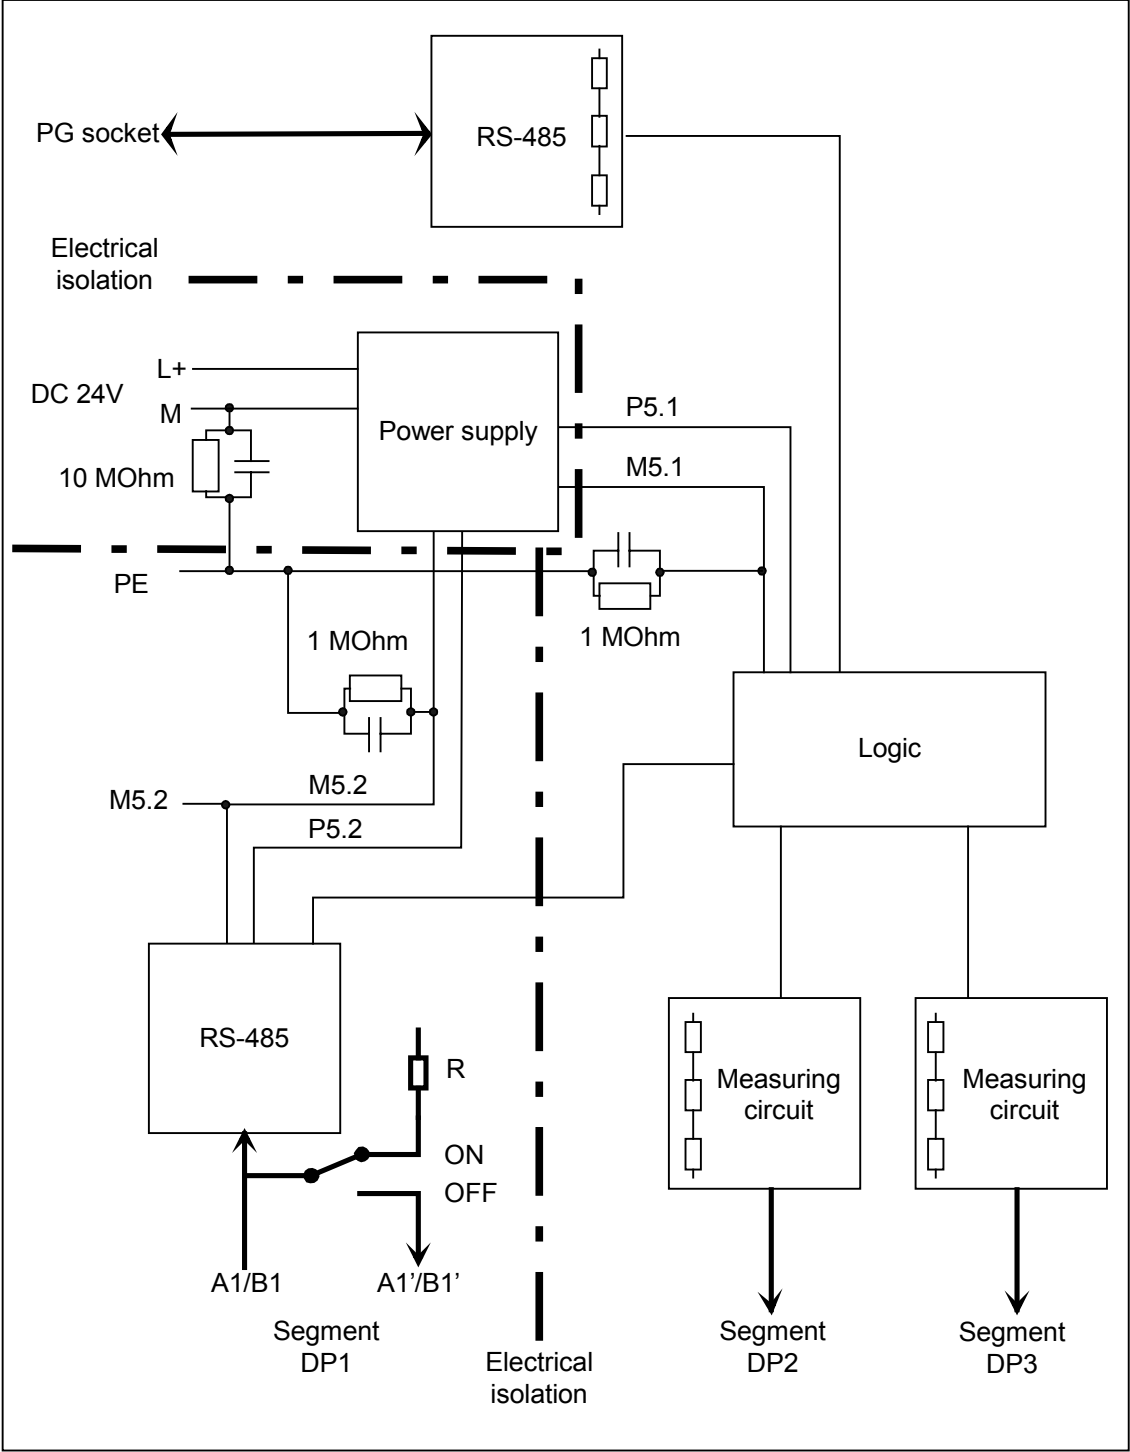 PG socket
RS-485
Electrical
isolation
L+
DC 24V
M
Power supply
P5.1
10 MOhm
M5.1
PE
1 MOhm
1 MOhm
Logic
M5.2
M5.2
P5.2
RS-485
R
Measuring
circuit
Measuring
circuit
ON
OFF
A1/B1
A1'/B1'
Segment
DP1
Electrical
isolation
Segment
DP2
Segment
DP3